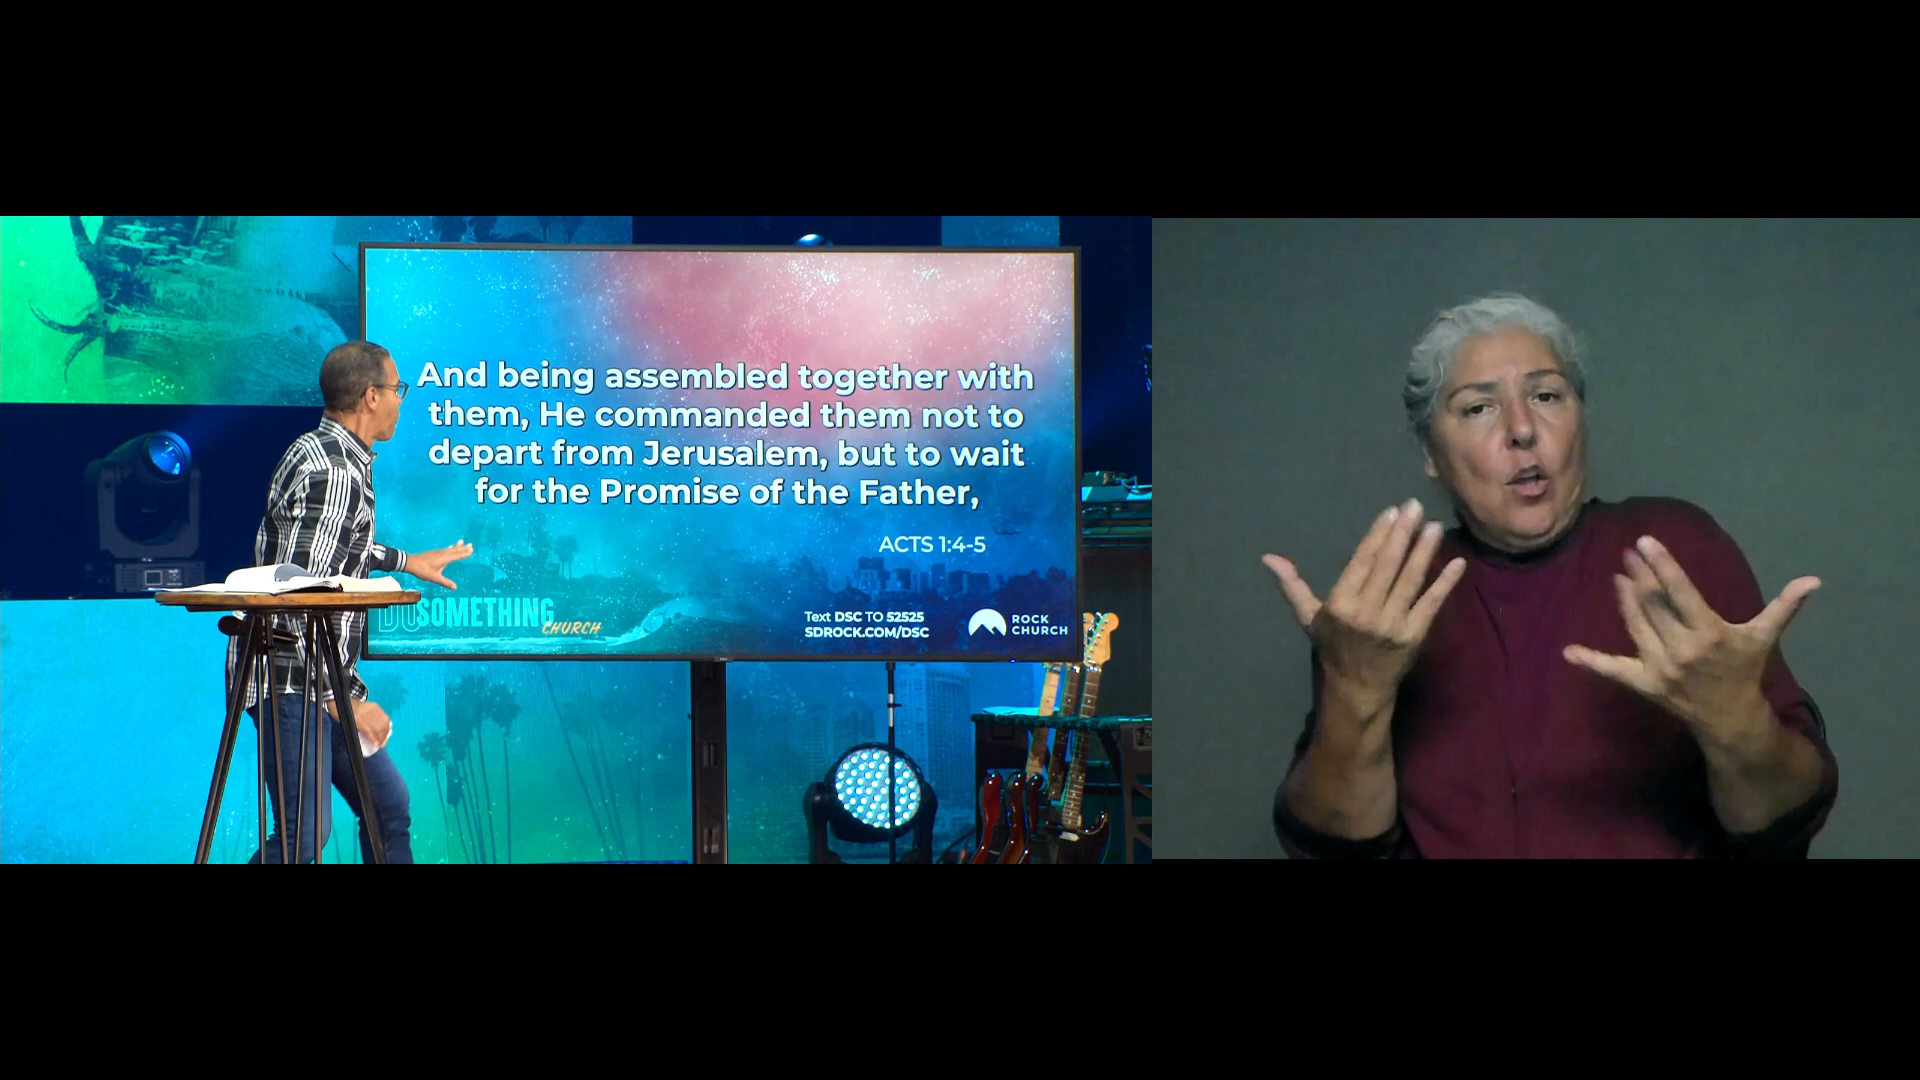 And being assembled together with
them, He commanded them not to
depart from Jerusalem, but to wait
for the Promise of the Father,
ACTS 1:4-5
DO SOMETHING
CHURCH
Text DSC TO 52525
SDROCK.COM/DSC
ROCK
CHURCH